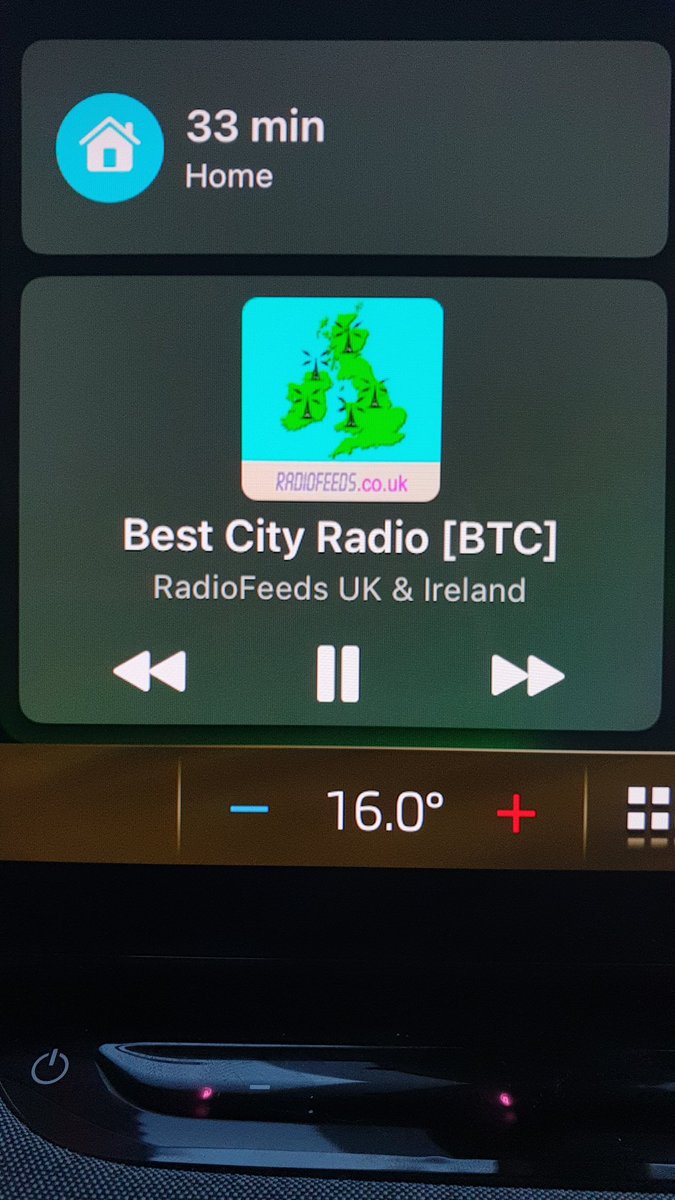 33 min
Home
RADIOFEEDS.co.uk
Best City Radio [BTC]
RadioFeeds UK & Ireland
16.0°